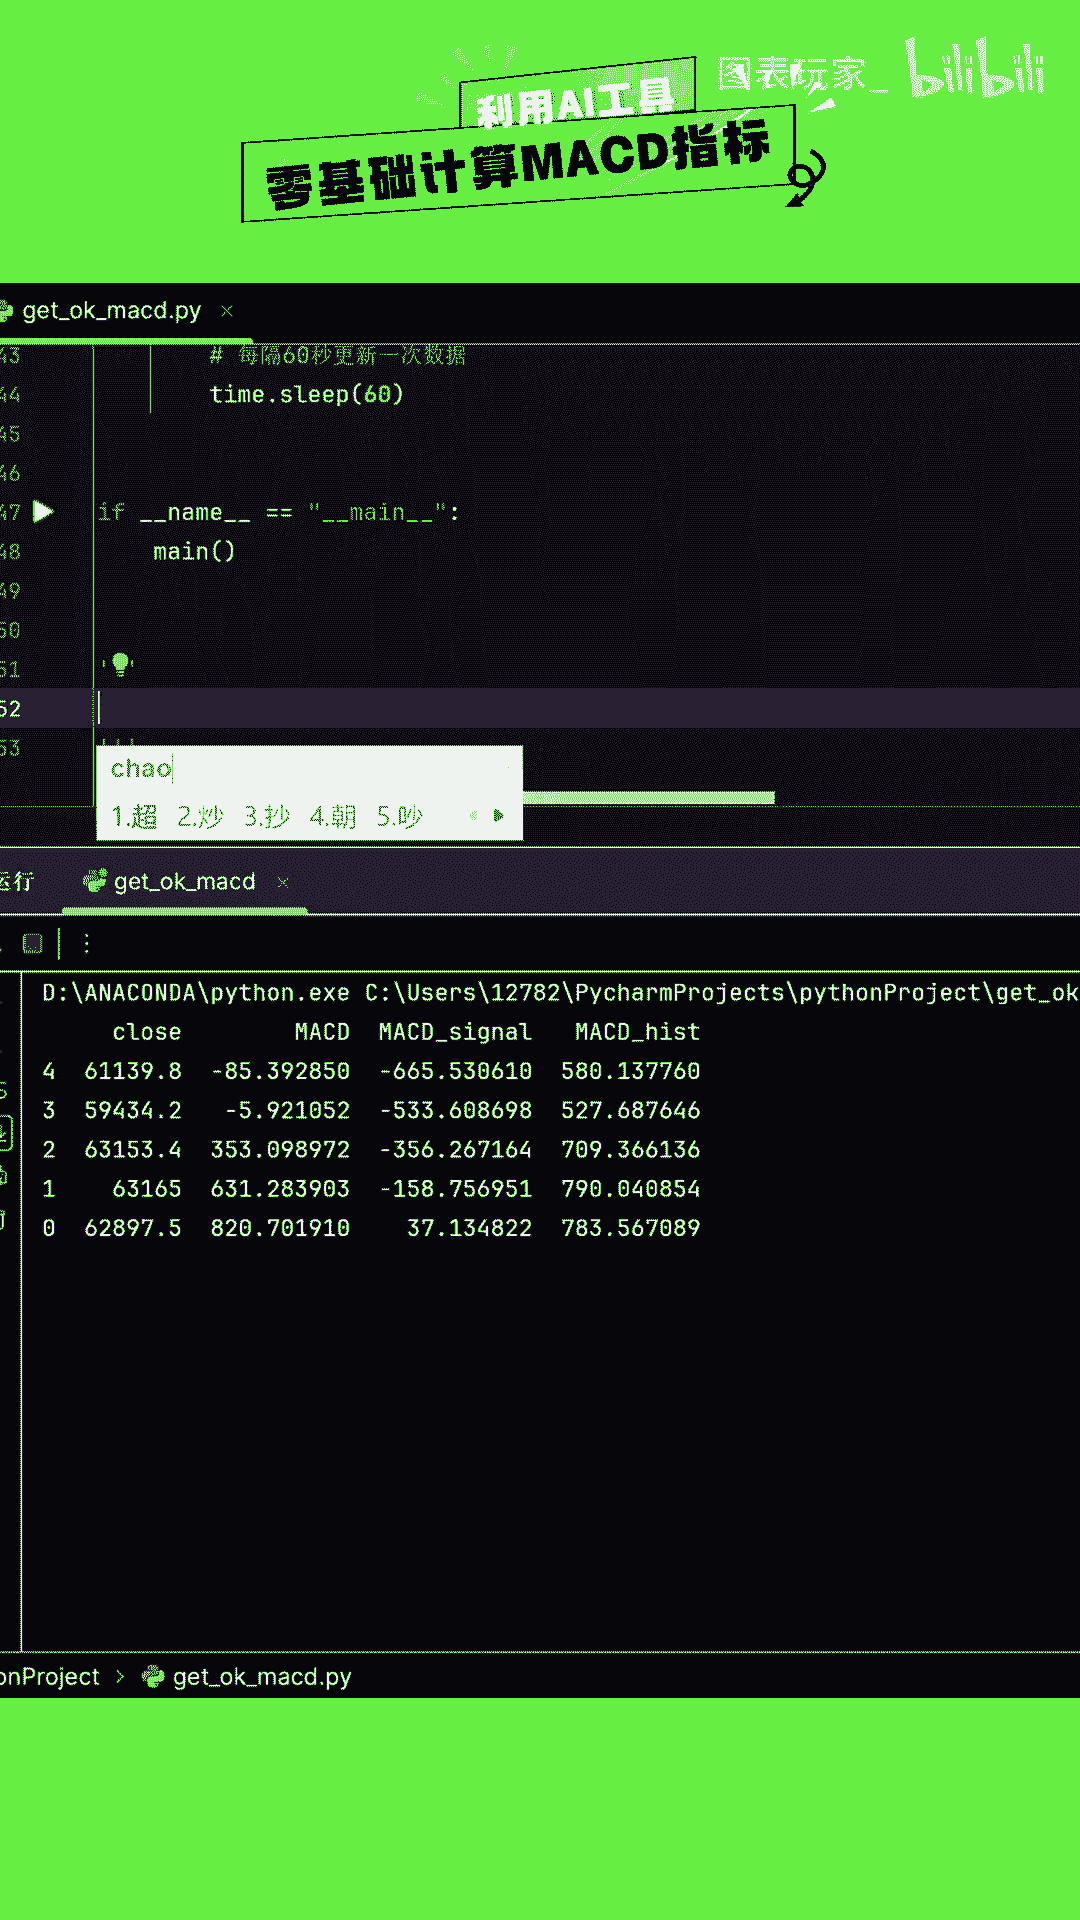 图表玩家_ bilibili
利用AI工具
零基础计算MACD指标
get_ok_macd.py ×
43 # 每隔60秒更新一次数据
44 time.sleep(60)
45
46
47 if __name__ == "__main__":
48 main()
49
50
51 '''
52
53 '''
chao
1.超 2.炒 3.抄 4.朝 5.吵
运行 get_ok_macd ×
D:\ANACONDA\python.exe C:\Users\12782\PycharmProjects\pythonProject\get_ok
close MACD MACD_signal MACD_hist
4 61139.8 -85.392850 -665.530610 580.137760
3 59434.2 -5.921052 -533.608698 527.687646
2 63153.4 353.098972 -356.267164 709.366136
1 63165 631.283903 -158.756951 790.040854
0 62897.5 820.701910 37.134822 783.567089
onProject > get_ok_macd.py